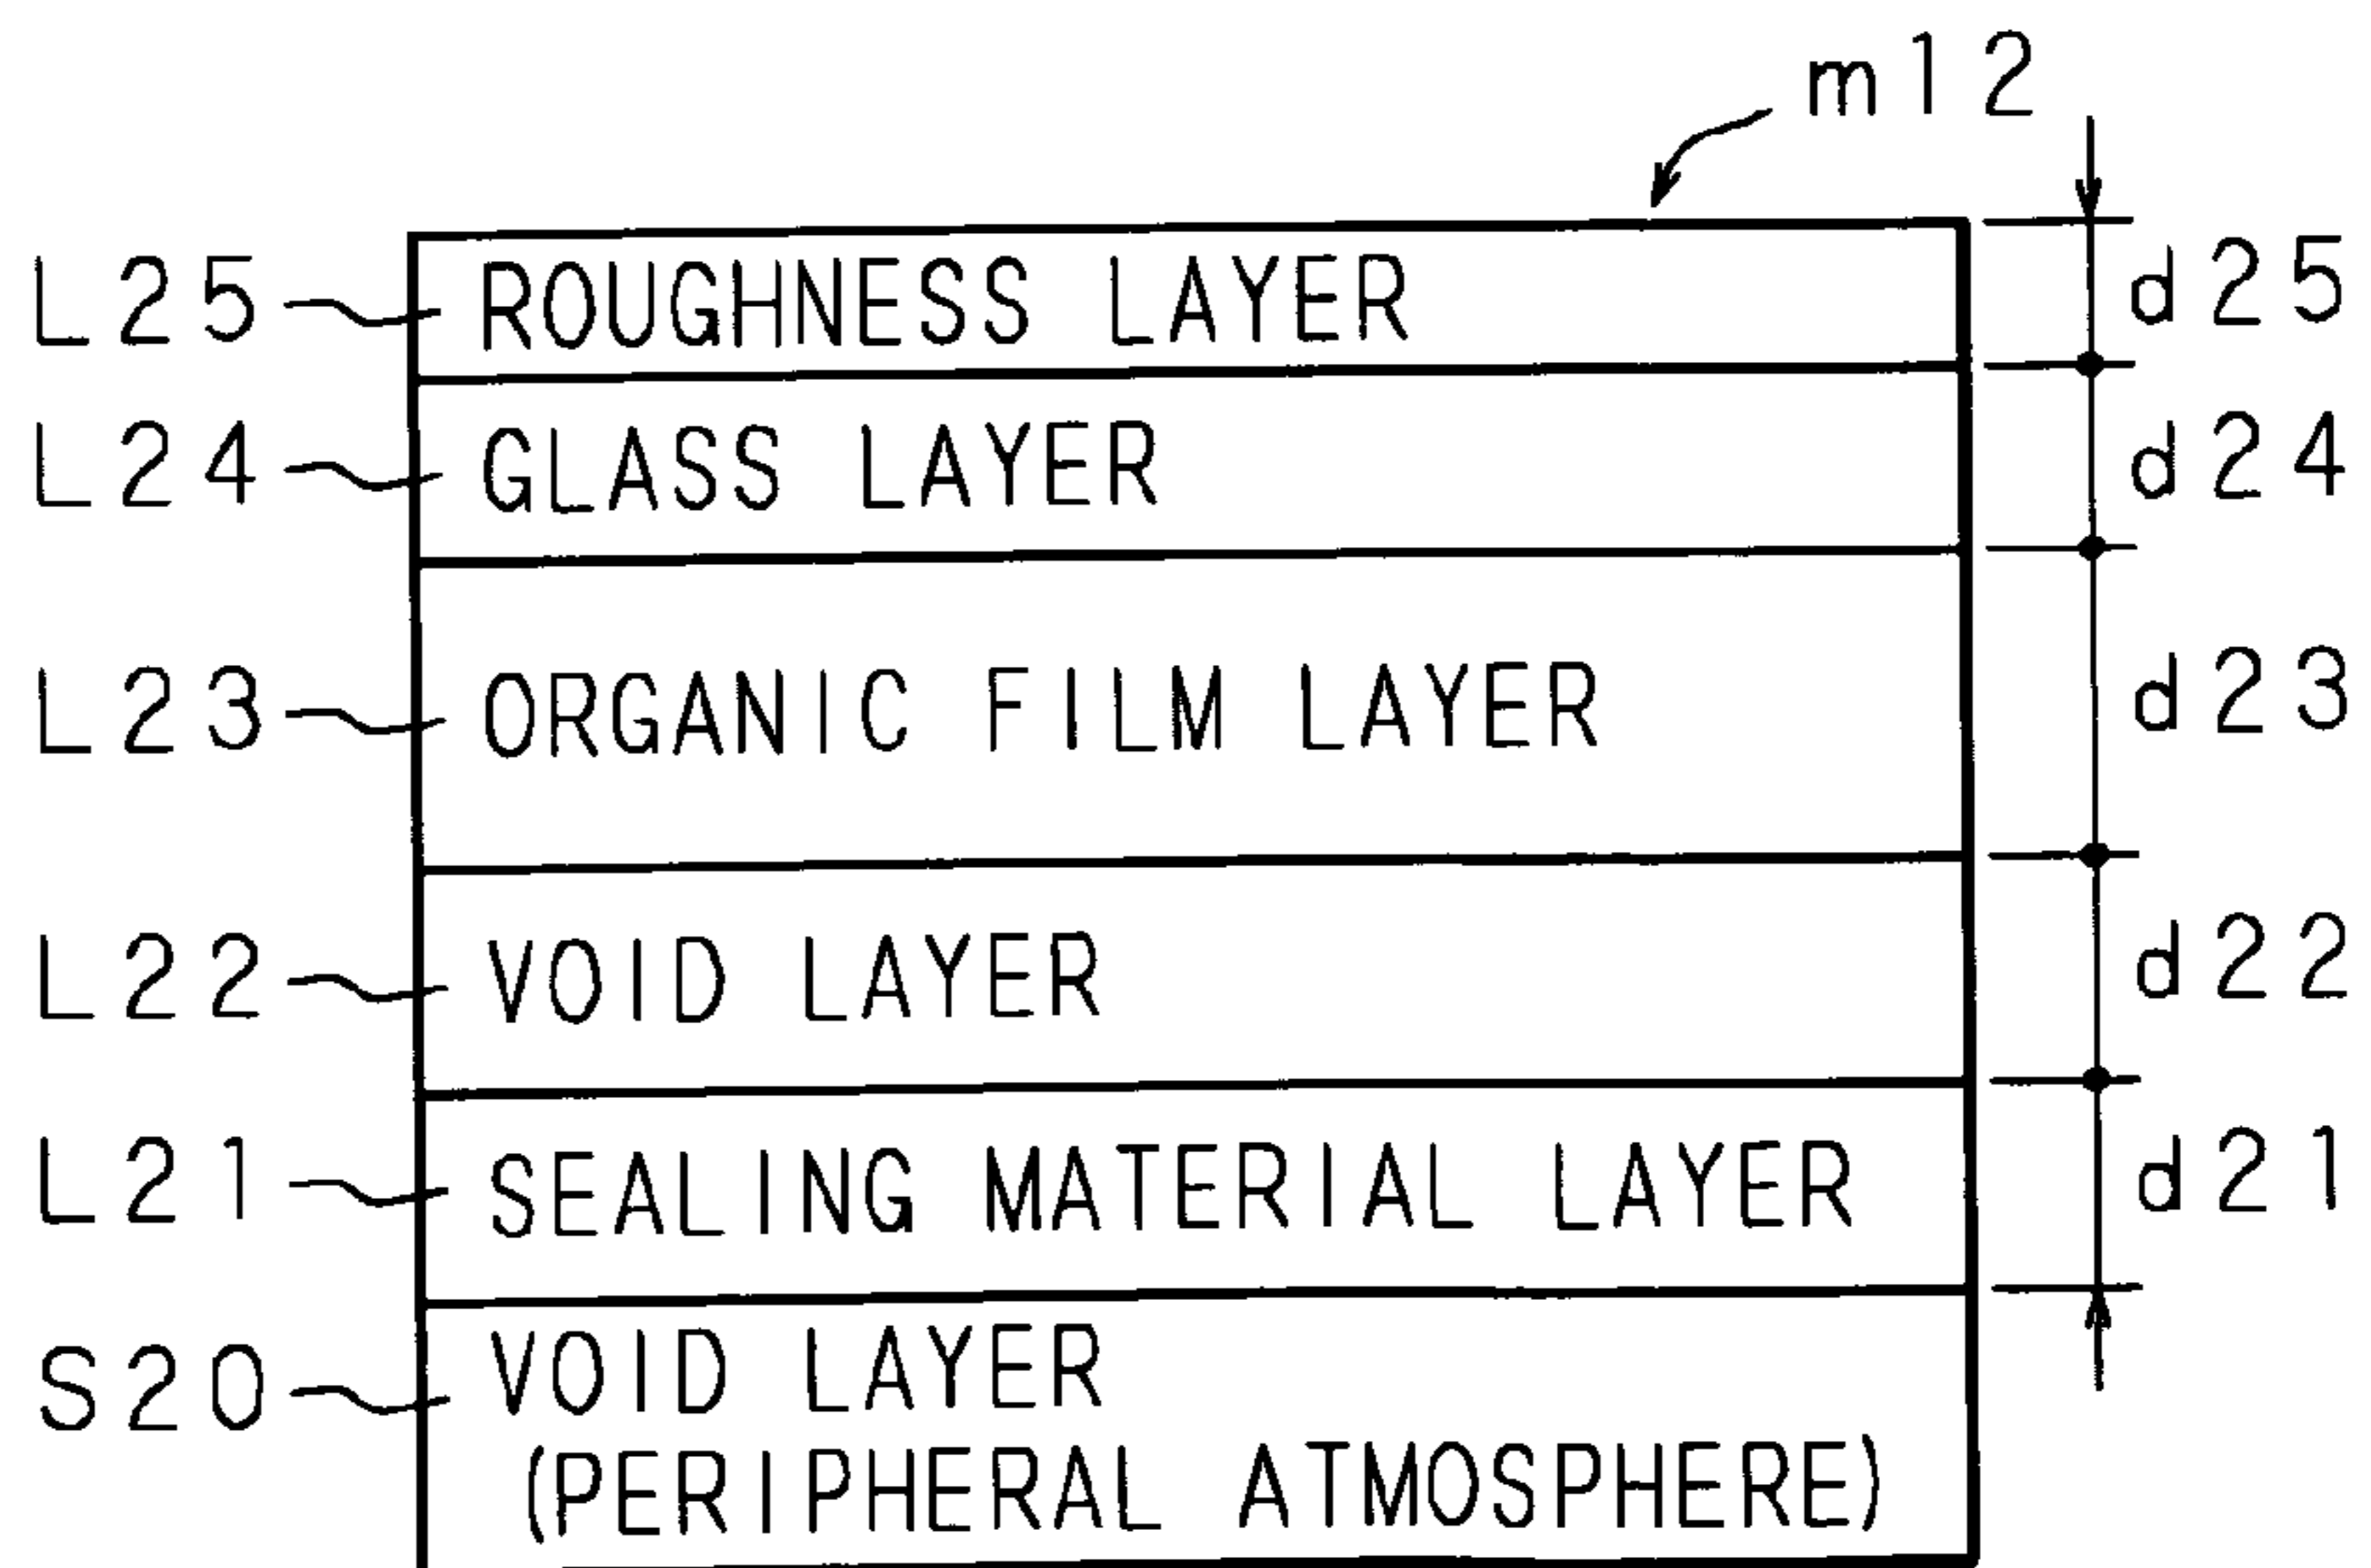 m12
L25 ROUGHNESS LAYER d25
L24 GLASS LAYER d24
L23 ORGANIC FILM LAYER d23
L22 VOID LAYER d22
L21 SEALING MATERIAL LAYER d21
S20 VOID LAYER
(PERIPHERAL ATMOSPHERE)